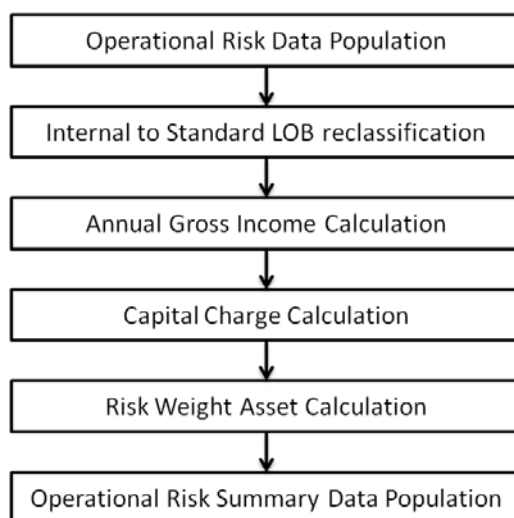 Operational Risk Data Population
Internal to Standard LOB reclassification
Annual Gross Income Calculation
Capital Charge Calculation
Risk Weight Asset Calculation
Operational Risk Summary Data Population